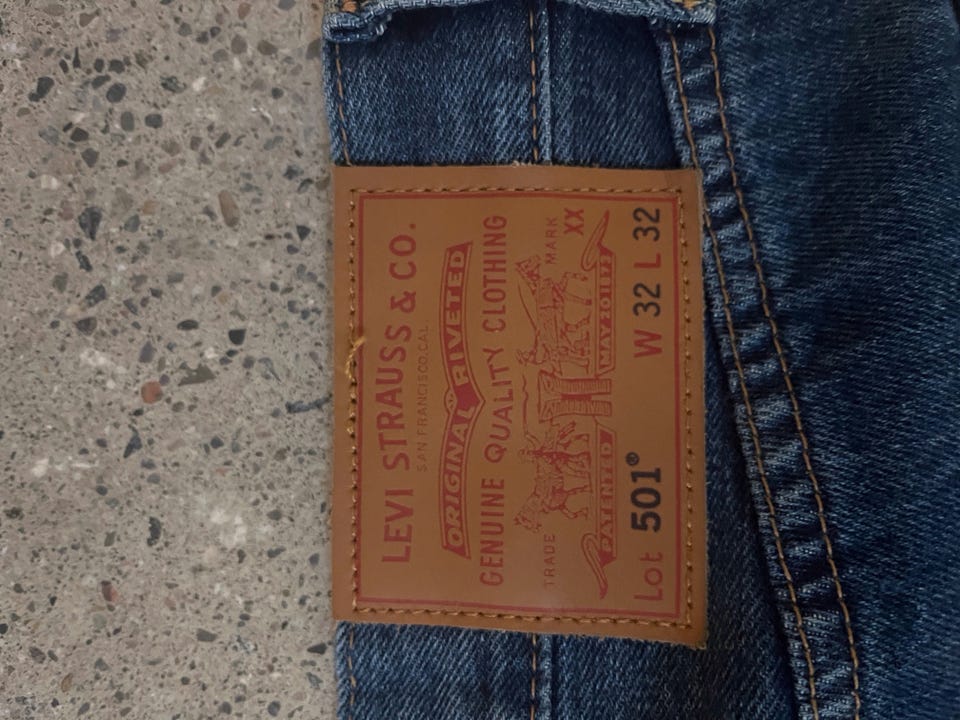 LEVI STRAUSS & CO.
SAN FRANCISCO, CAL.
ORIGINAL RIVETED
GENUINE QUALITY CLOTHING
TRADE MARK
XX
PATENTED MAY 20 1873
Lot 501® W 32 L 32